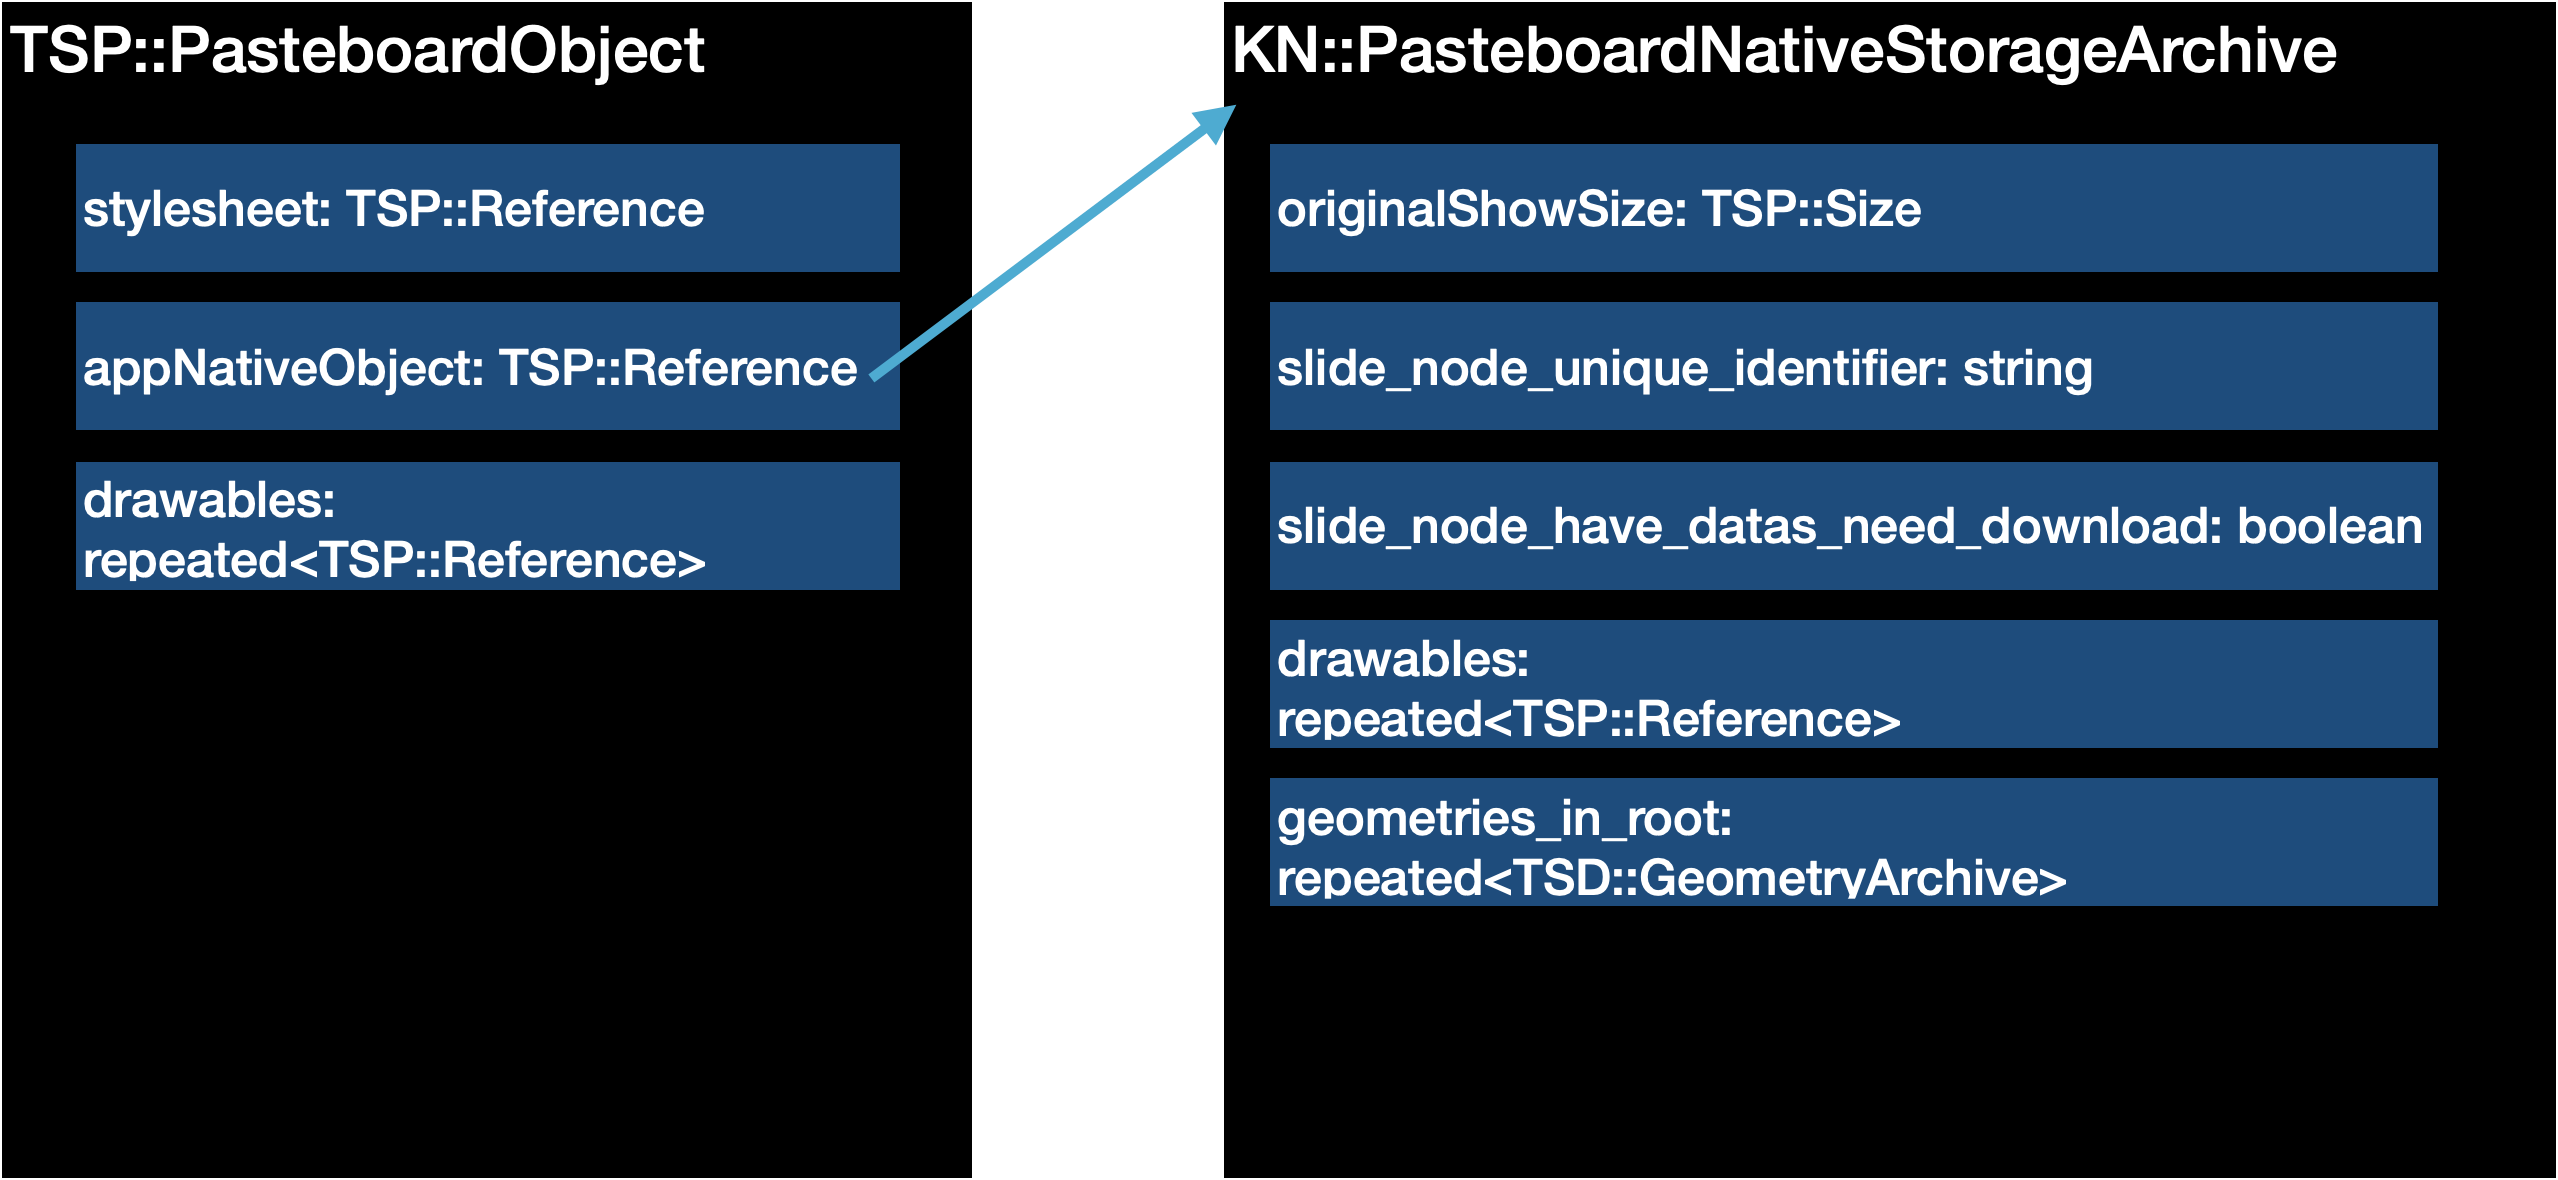 TSP::PasteboardObject
stylesheet: TSP::Reference
appNativeObject: TSP::Reference
drawables:
repeated<TSP::Reference>
KN::PasteboardNativeStorageArchive
originalShowSize: TSP::Size
slide_node_unique_identifier: string
slide_node_have_datas_need_download: boolean
drawables:
repeated<TSP::Reference>
geometries_in_root:
repeated<TSD::GeometryArchive>